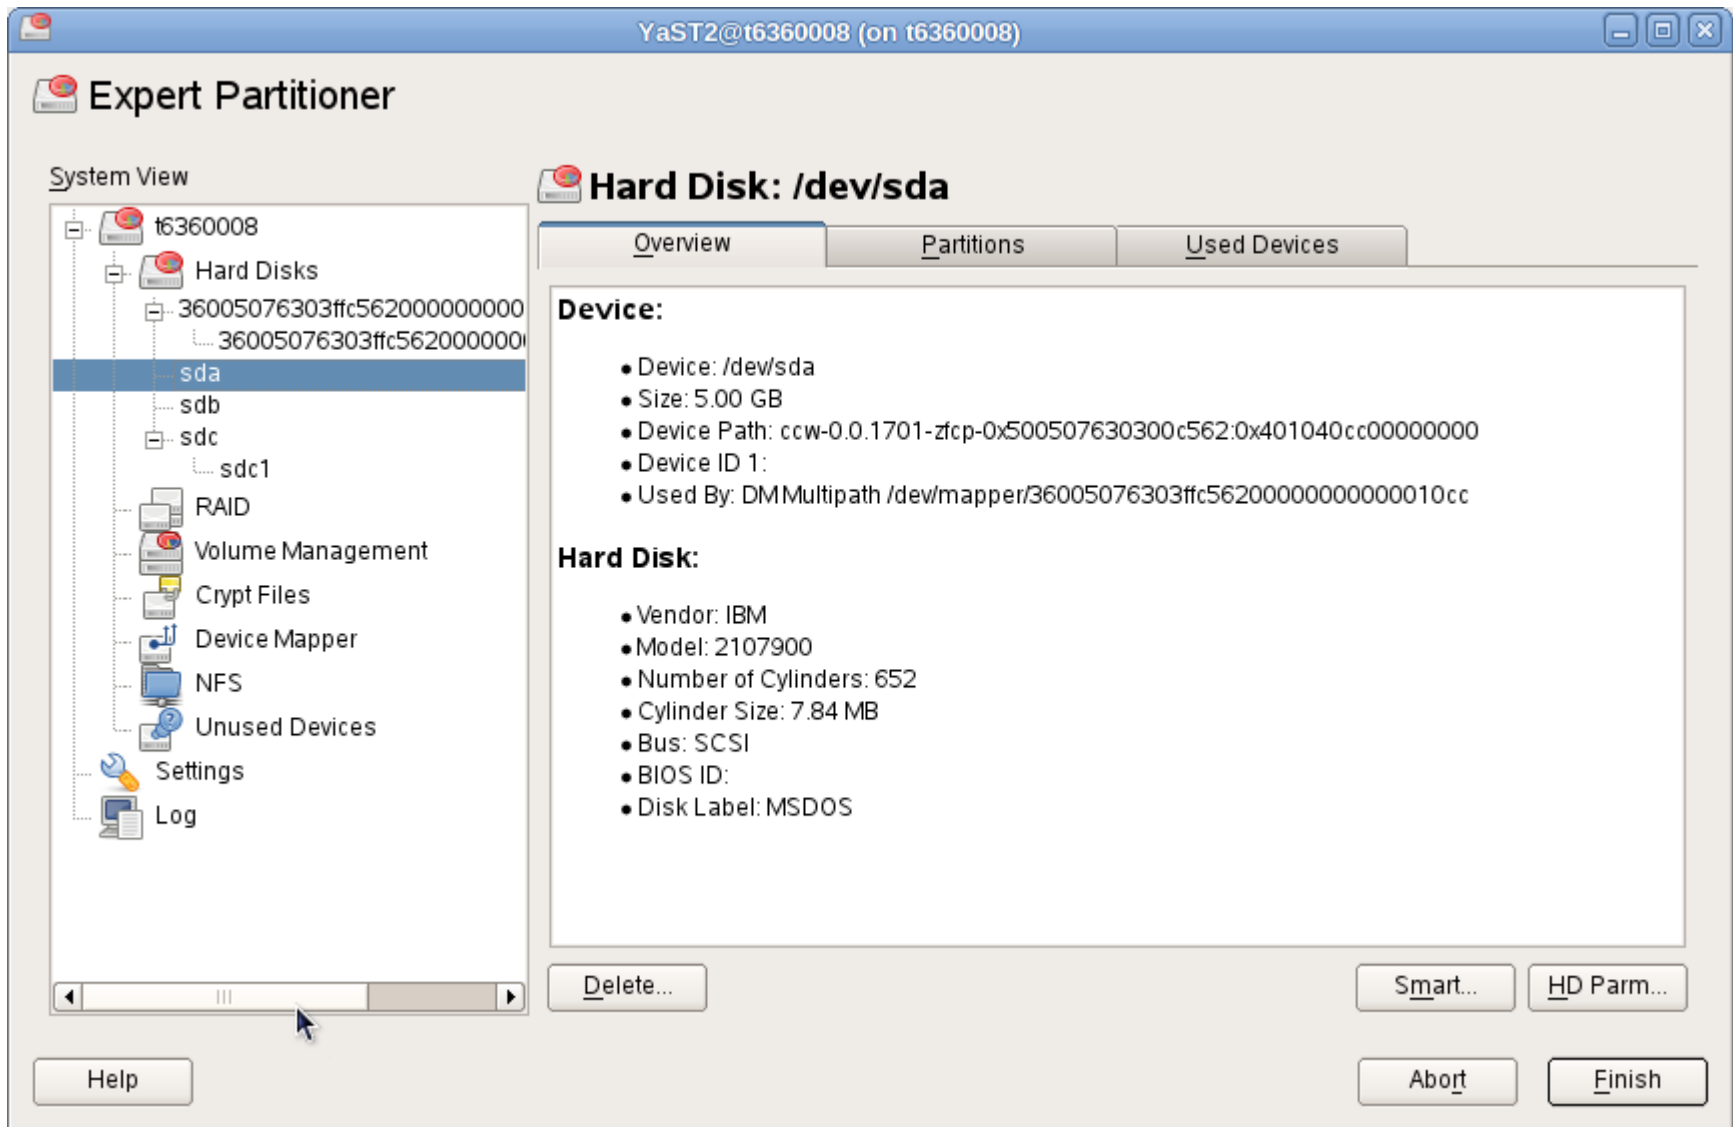 YaST2@t6360008 (on t6360008)
Expert Partitioner
System View
t6360008
Hard Disks
36005076303ffc562000000000
36005076303ffc5620000000
sda
sdb
sdc
sdc1
RAID
Volume Management
Crypt Files
Device Mapper
NFS
Unused Devices
Settings
Log
Hard Disk: /dev/sda
Overview Partitions Used Devices
Device:
• Device: /dev/sda
• Size: 5.00 GB
• Device Path: ccw-0.0.1701-zfcp-0x500507630300c562:0x401040cc00000000
• Device ID 1:
• Used By: DM Multipath /dev/mapper/36005076303ffc56200000000000010cc
Hard Disk:
• Vendor: IBM
• Model: 2107900
• Number of Cylinders: 652
• Cylinder Size: 7.84 MB
• Bus: SCSI
• BIOS ID:
• Disk Label: MSDOS
Delete... Smart... HD Parm...
Help Abort Finish